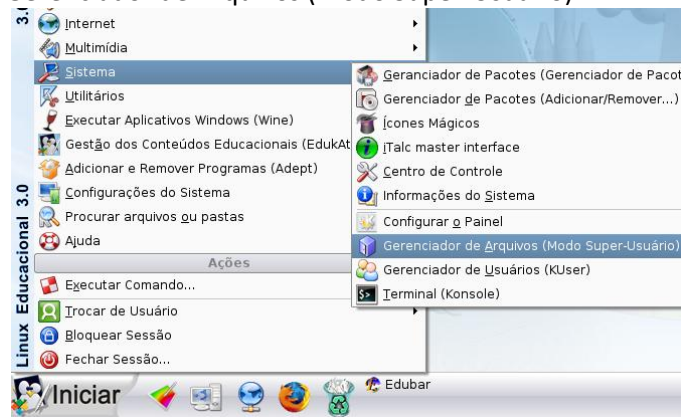 Internet
Multimídia
Sistema
Utilitários
Executar Aplicativos Windows (Wine)
Gestão dos Conteúdos Educacionais (EdukAt
Adicionar e Remover Programas (Adept)
Configurações do Sistema
Procurar arquivos ou pastas
Ajuda
Ações
Executar Comando...
Trocar de Usuário
Bloquear Sessão
Fechar Sessão...
Geranciador de Pacotes (Gerenciador de Pacot
Gerenciador de Pacotes (Adicionar/Remover...)
Ícones Mágicos
iTalc master interface
Centro de Controle
Informações do Sistema
Configurar o Painel
Gerenciador de Arquivos (Modo Super-Usuário)
Gerenciador de Usuários (KUser)
Terminal (Konsole)
Linux Educacional 3.0
3.0
Iniciar
Edubar